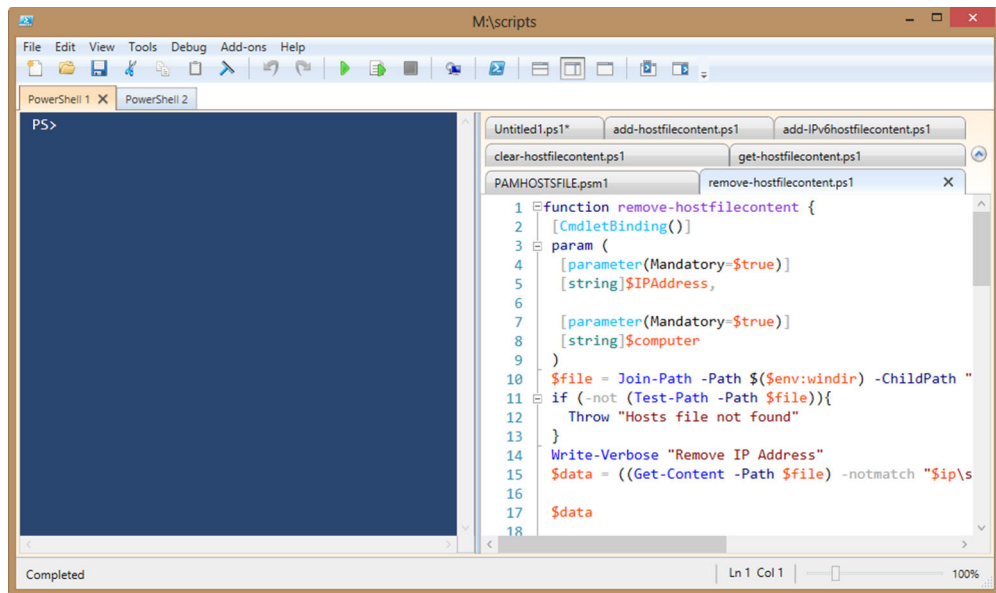 M:\scripts
File Edit View Tools Debug Add-ons Help
PowerShell 1 PowerShell 2
PS>
Untitled1.ps1* add-hostfilecontent.ps1 add-IPv6hostfilecontent.ps1
clear-hostfilecontent.ps1 get-hostfilecontent.ps1
PAMHOSTSFILE.psm1 remove-hostfilecontent.ps1
1 function remove-hostfilecontent {
2 [CmdletBinding()]
3 param (
4 [parameter(Mandatory=$true)]
5 [string]$IPAddress,
6
7 [parameter(Mandatory=$true)]
8 [string]$computer
9 )
10 $file = Join-Path -Path $($env:windir) -ChildPath "
11 if (-not (Test-Path -Path $file)){
12 Throw "Hosts file not found"
13 }
14 Write-Verbose "Remove IP Address"
15 $data = ((Get-Content -Path $file) -notmatch "$ip\s
16
17 $data
18
Completed Ln 1 Col 1 100%